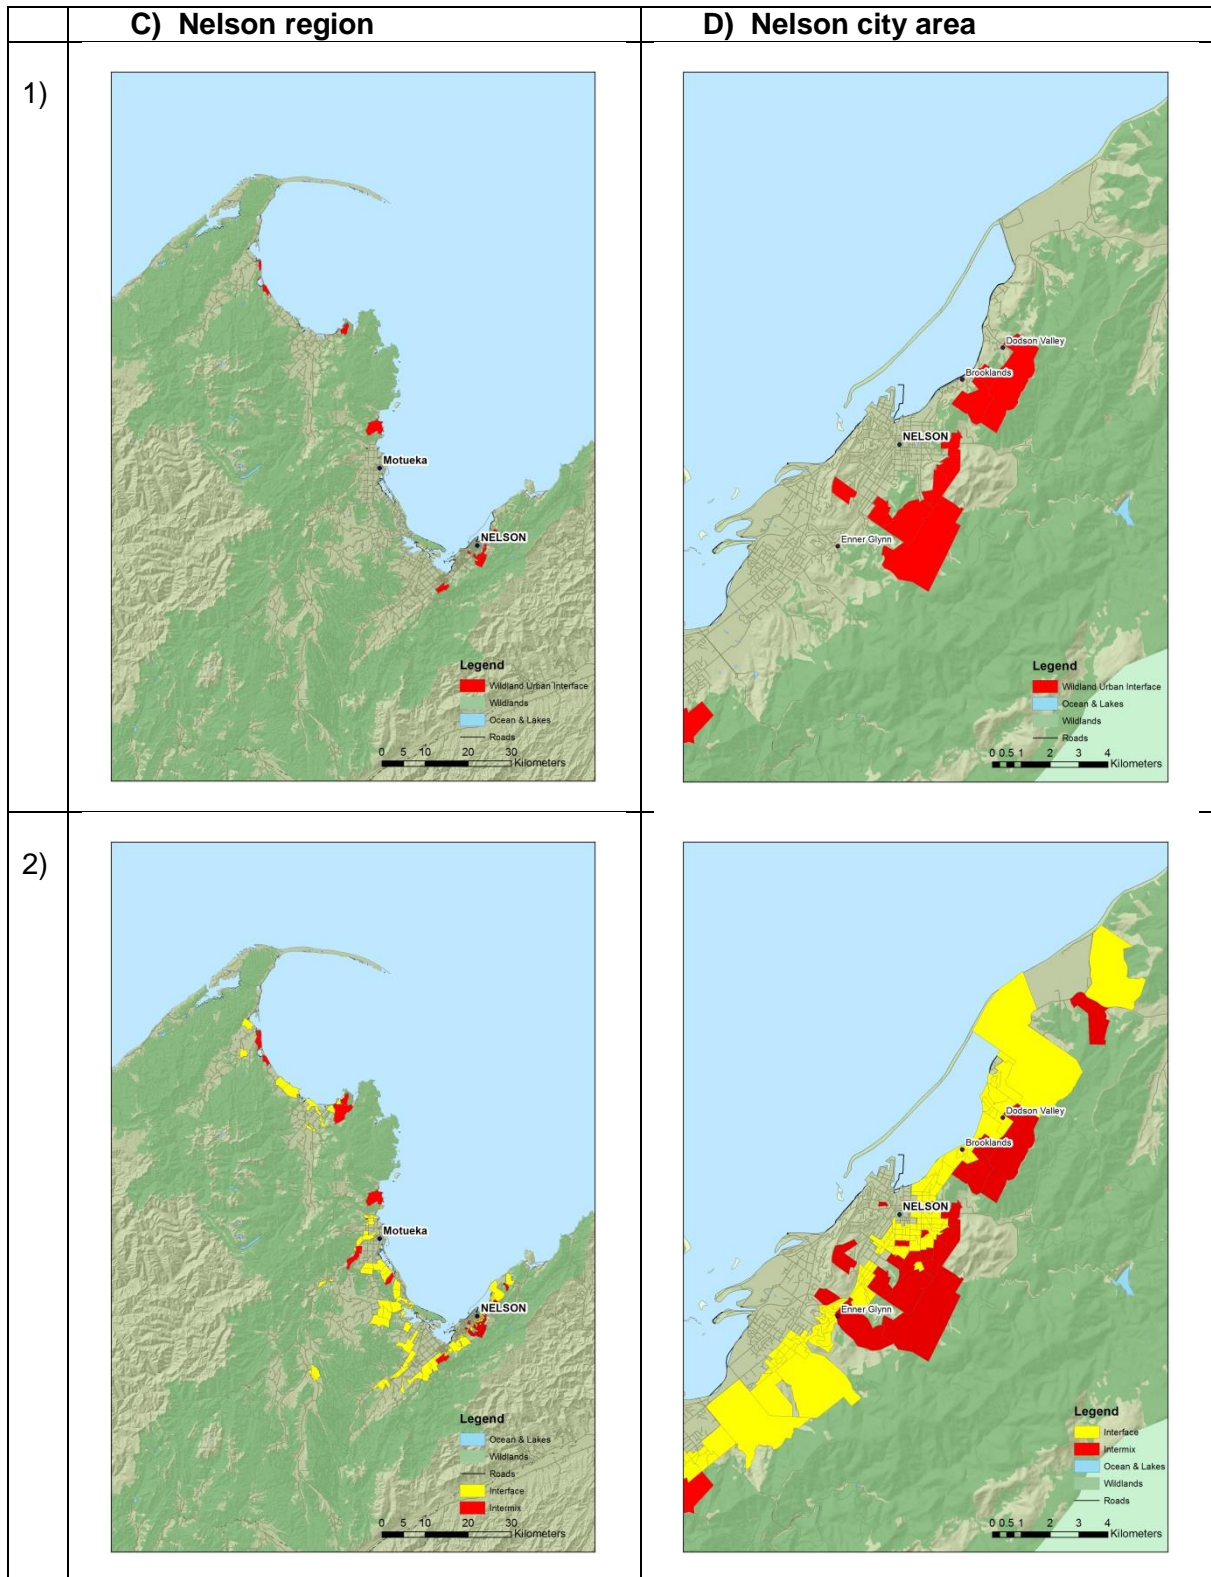 C) Nelson region
D) Nelson city area
1)
Motueka
NELSON
Legend
Wildland Urban Interface
Wildlands
Ocean & Lakes
Roads
0 5 10 20 30
Kilometers
Dodson Valley
Brooklands
NELSON
Enner Glynn
Legend
Wildland Urban Interface
Ocean & Lakes
Wildlands
Roads
0 0.5 1 2 3 4
Kilometers
2)
Motueka
NELSON
Legend
Ocean & Lakes
Wildlands
Roads
Interface
Intermix
0 5 10 20 30
Kilometers
Dodson Valley
Brooklands
NELSON
Enner Glynn
Legend
Interface
Intermix
Ocean & Lakes
Wildlands
Roads
0 0.5 1 2 3 4
Kilometers